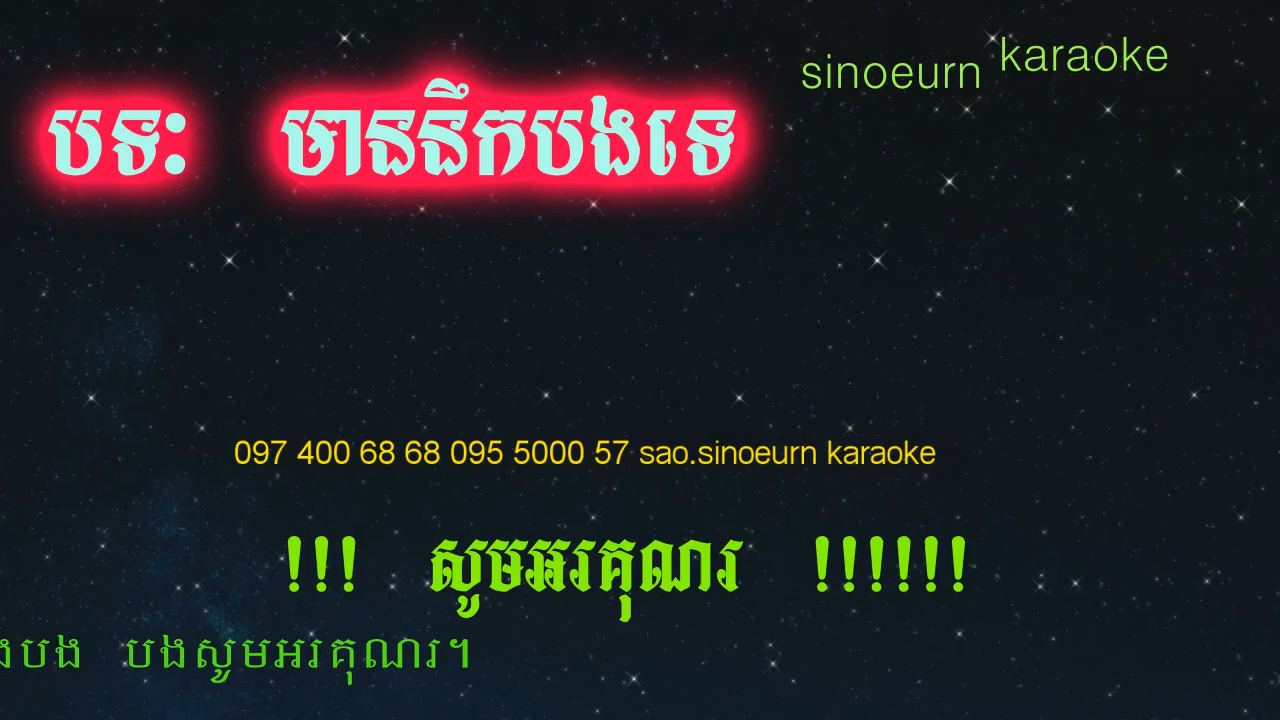 បទ: មាននឹកបងទេ
sinoeurn karaoke
097 400 68 68 095 5000 57 sao.sinoeurn karaoke
!!! សូមអរគុណរ !!!!!!
ងបង បងសូមអរគុណរ។